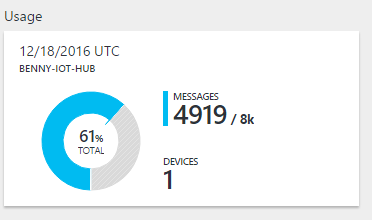 Usage
12/18/2016 UTC
BENNY-IOT-HUB
61%
TOTAL
MESSAGES
4919 / 8k
DEVICES
1